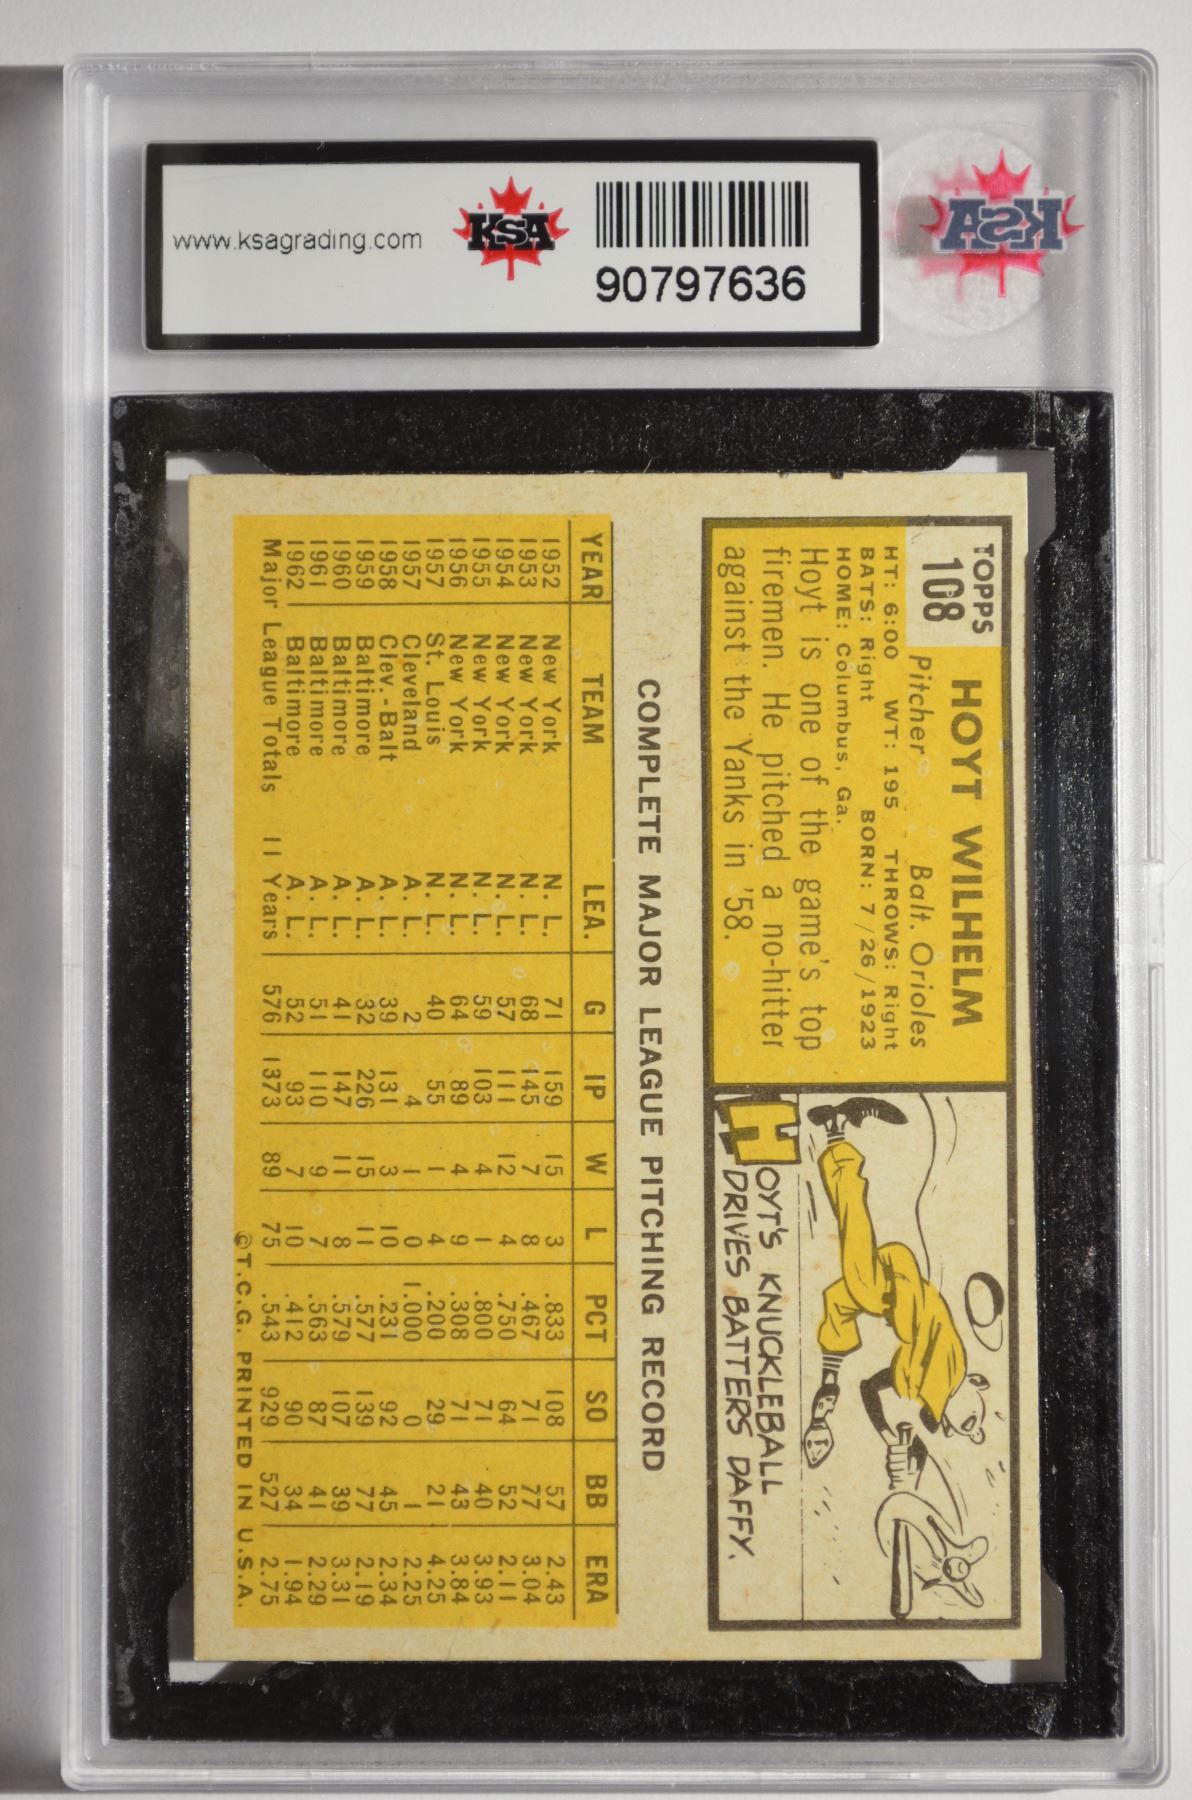 www.ksagrading.com
KSA
90797636
KSA
TOPPS
108
HOYT WILHELM
Pitcher Balt. Orioles
HT: 6:00 WT: 195 THROWS: Right
BATS: Right BORN: 7/26/1923
HOME: Columbus, Ga.
Hoyt is one of the game's top
firemen. He pitched a no-hitter
against the Yanks in '58.
HOYT'S KNUCKLEBALL
DRIVES BATTERS DAFFY.
COMPLETE MAJOR LEAGUE PITCHING RECORD
YEAR TEAM LEA. G IP W L PCT SO BB ERA
1952 New York N. L. 71 159 15 3 .833 108 57 2.43
1953 New York N. L. 68 145 7 8 .467 71 77 3.04
1954 New York N. L. 57 111 12 4 .750 64 52 2.11
1955 New York N. L. 59 103 4 1 .800 71 40 3.93
1956 New York N. L. 64 89 4 9 .308 71 43 3.84
1957 St. Louis N. L. 40 55 1 4 .200 29 21 4.25
1957 Cleveland A. L. 2 4 1 0 1.000 0 1 2.25
1958 Clev.-Balt A. L. 39 131 3 10 .231 92 45 2.34
1959 Baltimore A. L. 32 226 15 11 .577 139 77 2.19
1960 Baltimore A. L. 41 147 11 8 .579 107 39 3.31
1961 Baltimore A. L. 51 110 9 7 .563 87 41 2.29
1962 Baltimore A. L. 52 93 7 10 .412 90 34 1.94
Major League Totals 11 Years 576 1373 89 75 .543 929 527 2.75
©T.C.G. PRINTED IN U.S.A.